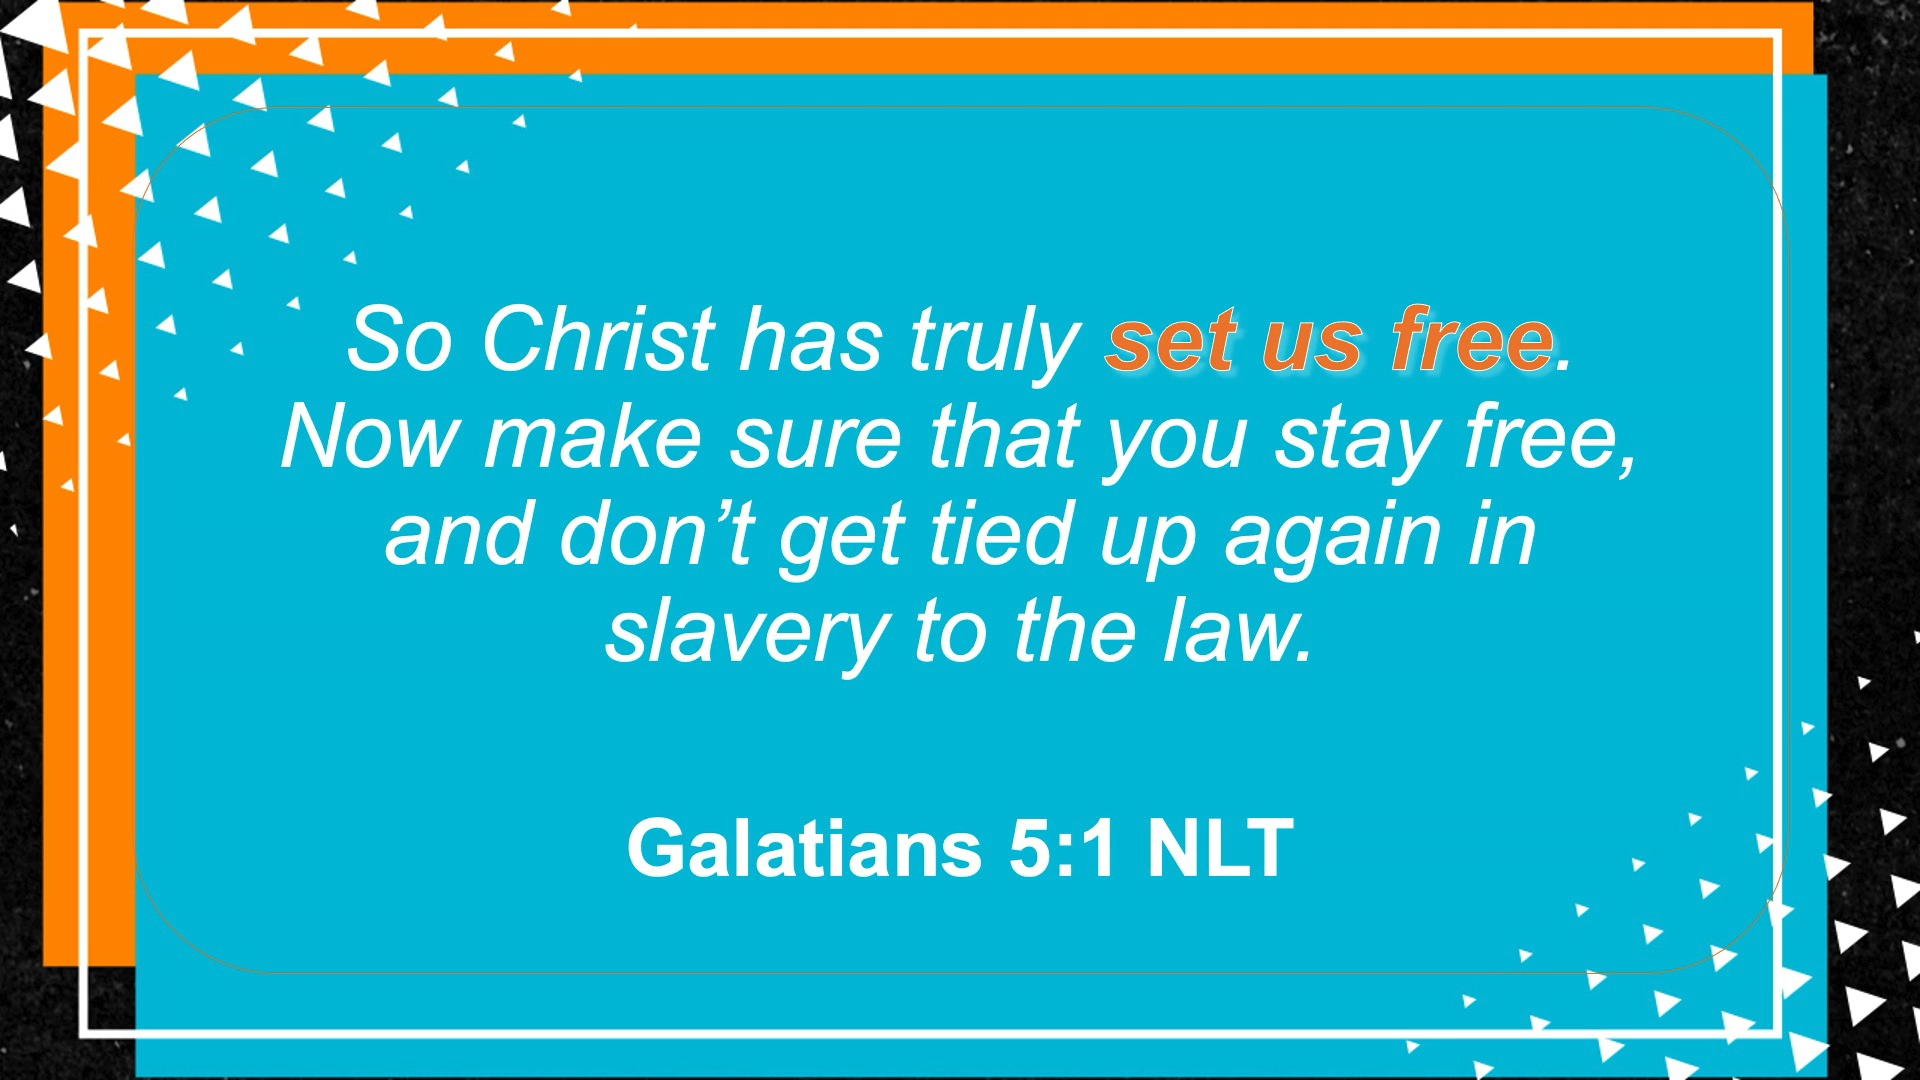 So Christ has truly set us free.
Now make sure that you stay free,
and don’t get tied up again in
slavery to the law.
Galatians 5:1 NLT